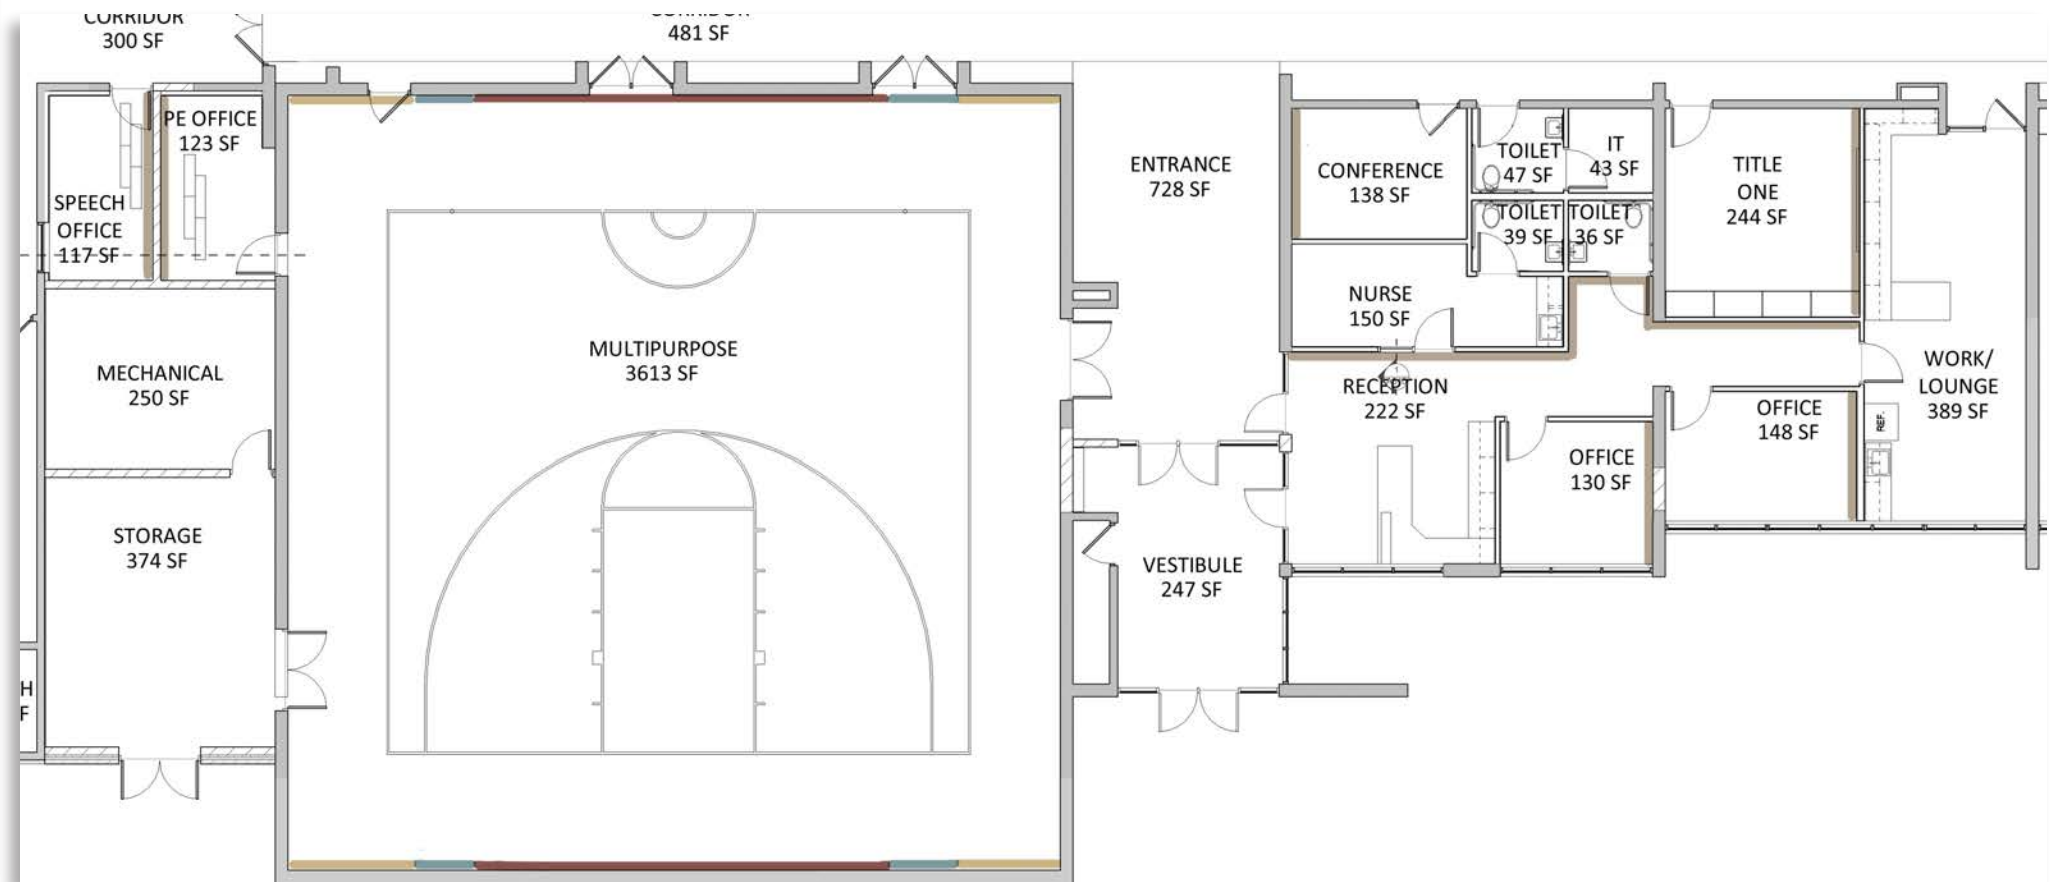 CORRIDOR
300 SF
CORRIDOR
481 SF
PE OFFICE
123 SF
SPEECH
OFFICE
117 SF
MECHANICAL
250 SF
STORAGE
374 SF
H
F
MULTIPURPOSE
3613 SF
ENTRANCE
728 SF
VESTIBULE
247 SF
CONFERENCE
138 SF
TOILET
47 SF
IT
43 SF
TOILET
39 SF
TOILET
36 SF
NURSE
150 SF
RECEPTION
222 SF
TITLE
ONE
244 SF
OFFICE
130 SF
OFFICE
148 SF
WORK/
LOUNGE
389 SF
REF.